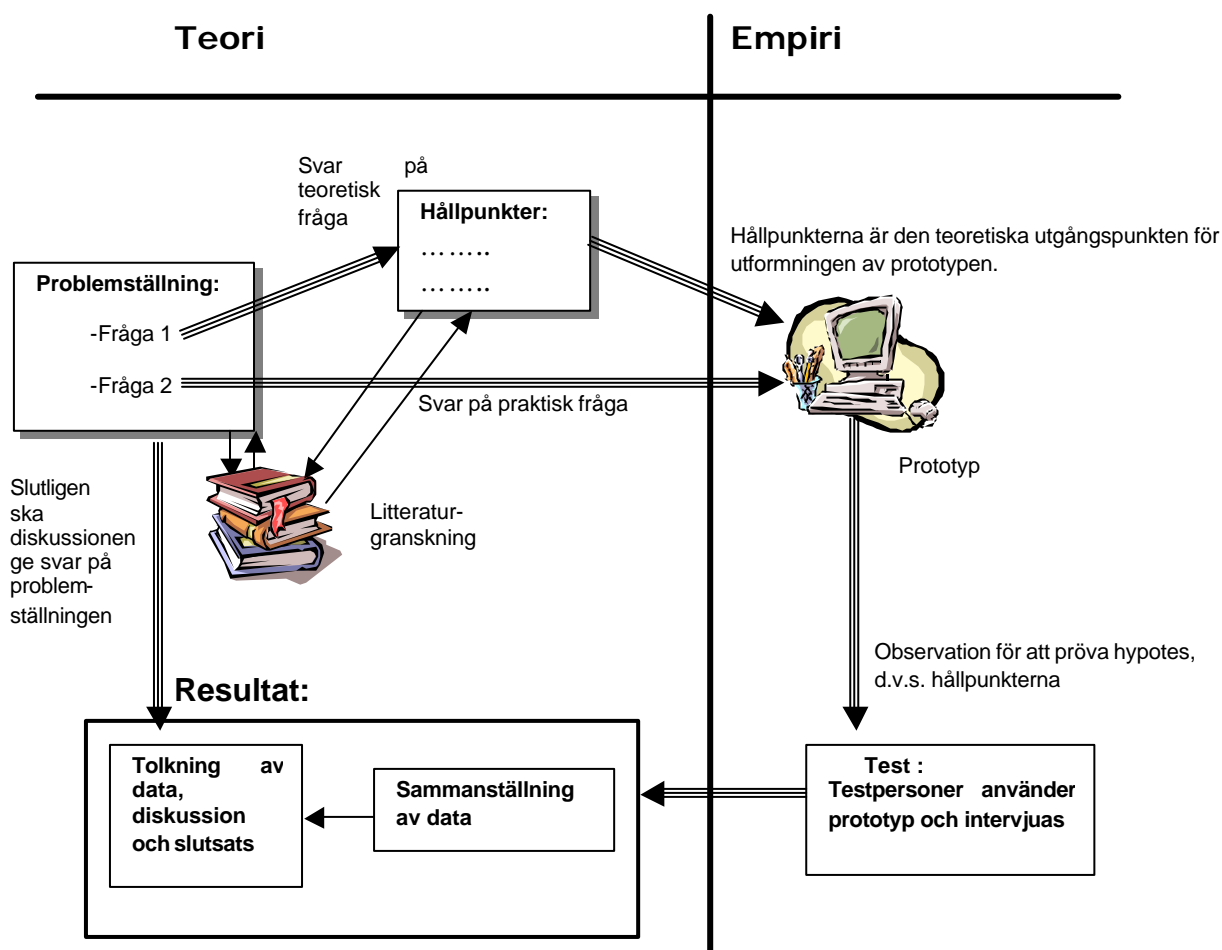 Teori
Empiri
Svar på
teoretisk
fråga
Hållpunkter:
……..
……..
Hållpunkterna är den teoretiska utgångspunkten för
utformningen av prototypen.
Problemställning:
-Fråga 1
-Fråga 2
Svar på praktisk fråga
Prototyp
Litteratur-
granskning
Slutligen
ska
diskussionen
ge svar på
problem-
ställningen
Observation för att pröva hypotes,
d.v.s. hållpunkterna
Resultat:
Tolkning av
data,
diskussion
och slutsats
Sammanställning
av data
Test :
Testpersoner använder
prototyp och intervjuas